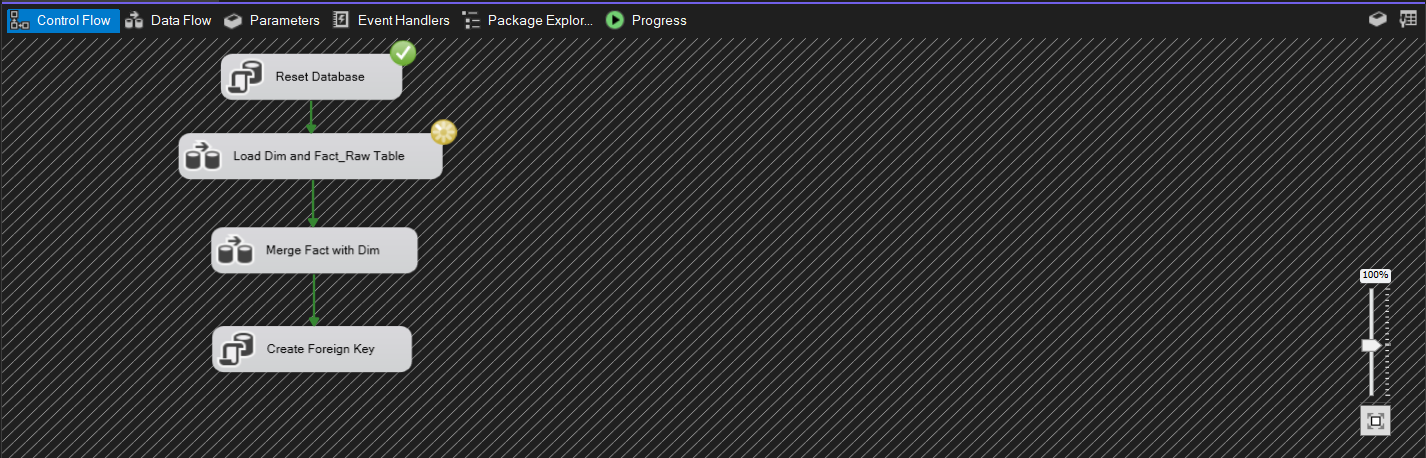 Control Flow
Data Flow
Parameters
Event Handlers
Package Explor...
Progress
Reset Database
Load Dim and Fact_Raw Table
Merge Fact with Dim
100%
Create Foreign Key